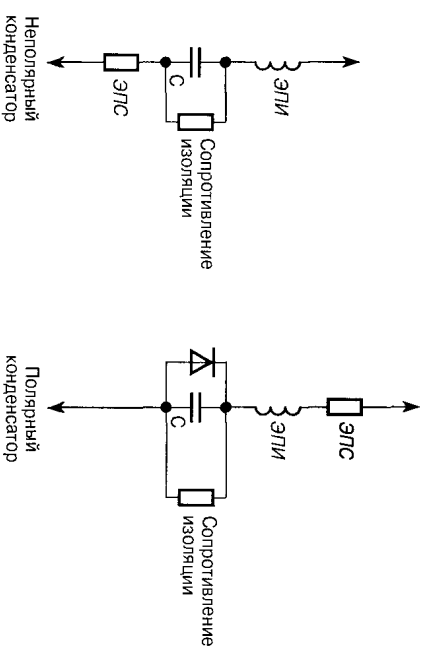 ЭПИ
C
ЭПС
Сопротивление
изоляции
Неполярный
конденсатор
ЭПС
ЭПИ
C
Сопротивление
изоляции
Полярный
конденсатор